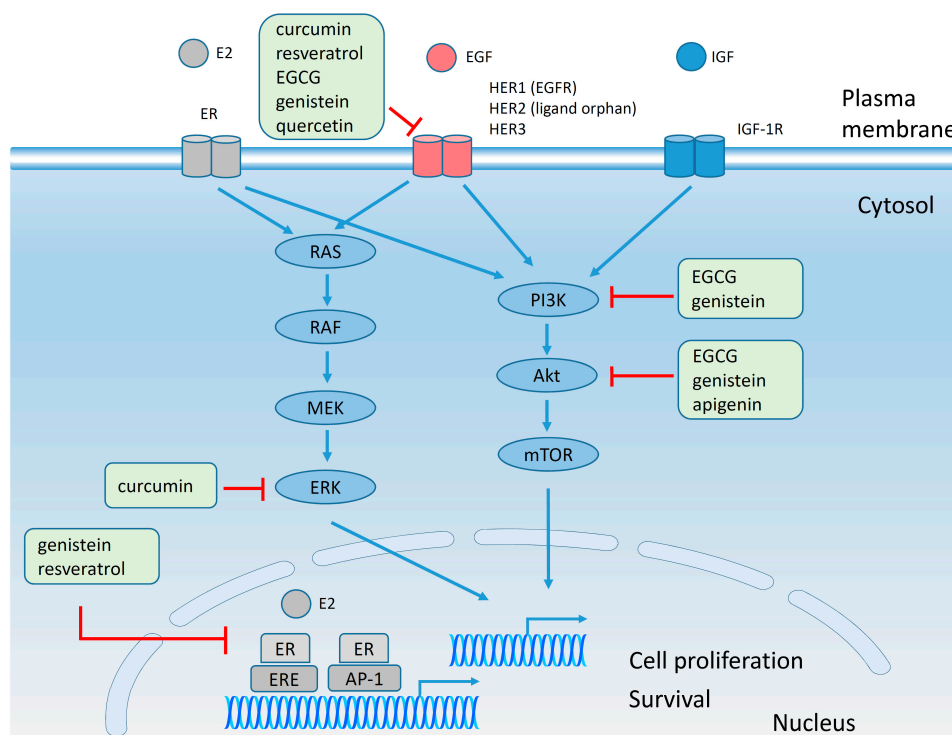 E2
curcumin
resveratrol
EGCG
genistein
quercetin
EGF
IGF
HER1 (EGFR)
HER2 (ligand orphan)
HER3
ER
IGF-1R
Plasma
membrane
Cytosol
RAS
RAF
MEK
ERK
PI3K
Akt
mTOR
EGCG
genistein
EGCG
genistein
apigenin
curcumin
genistein
resveratrol
E2
ER
ERE
ER
AP-1
Cell proliferation
Survival
Nucleus